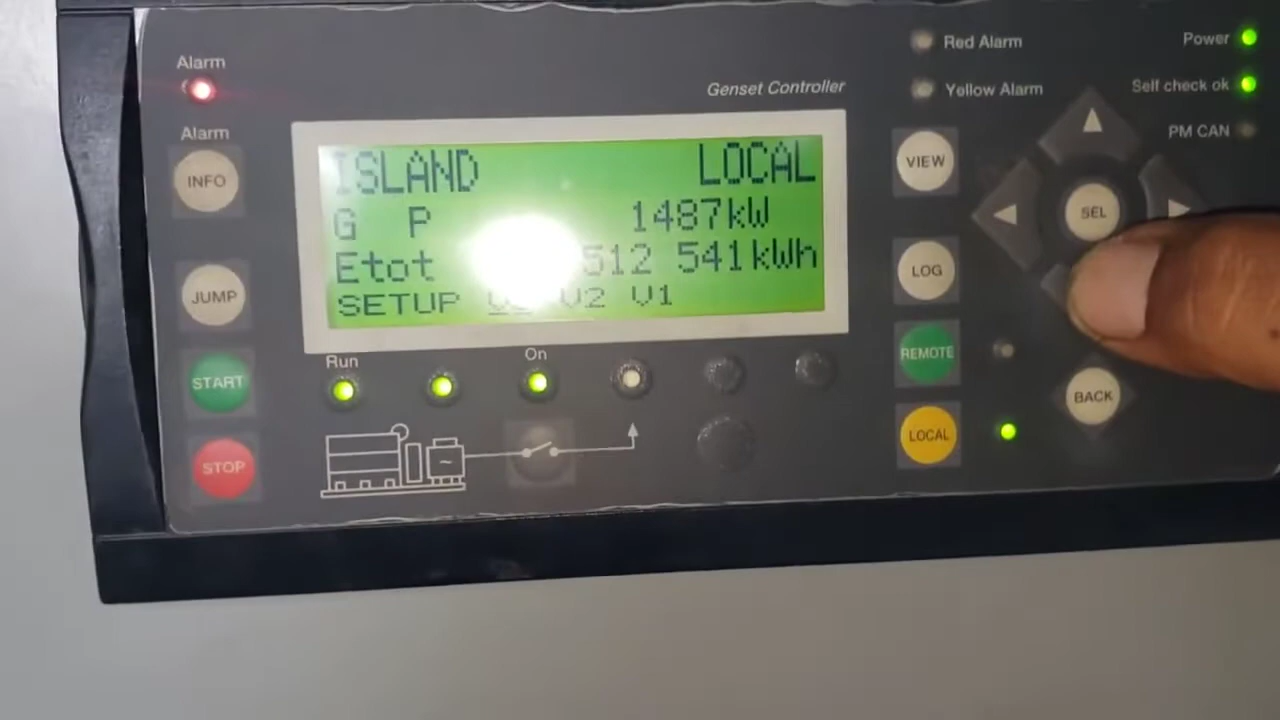 Alarm
Alarm
INFO
JUMP
START
STOP
Genset Controller
ISLAND LOCAL
G P 1487kW
Etot 512 541kWh
SETUP V2 V1
Run
On
~
Red Alarm
Yellow Alarm
Power
Self check ok
PM CAN
VIEW
SEL
LOG
REMOTE
LOCAL
BACK